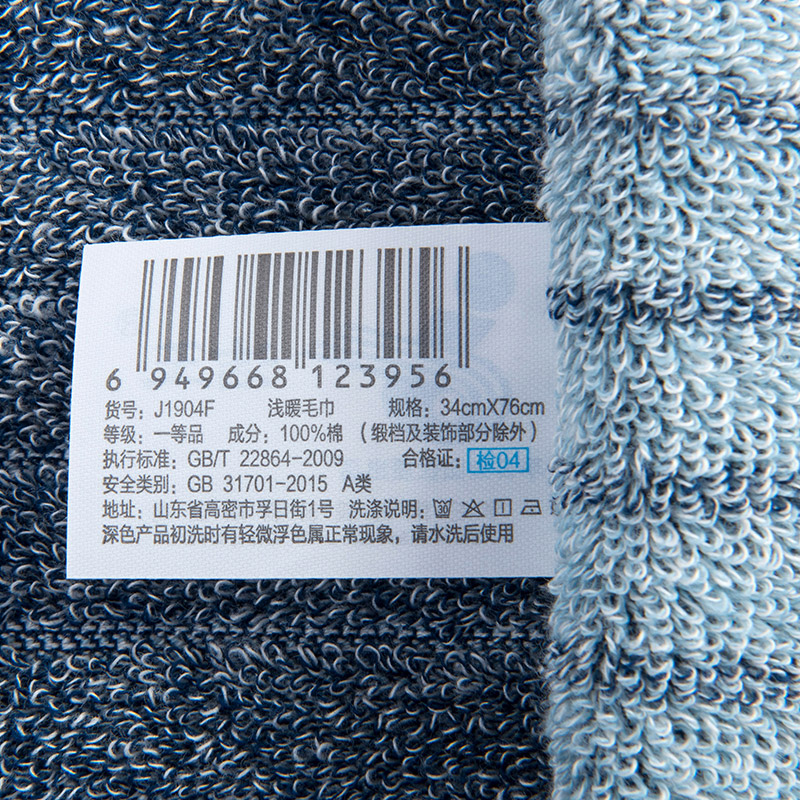 6 949668 123956
货号：J1904F 浅暖毛巾 规格：34cmX76cm
等级：一等品 成分：100%棉 （缎档及装饰部分除外）
执行标准：GB/T 22864-2009 合格证：检04
安全类别：GB 31701-2015 A类
地址：山东省高密市孚日街1号 洗涤说明：
深色产品初洗时有轻微浮色属正常现象，请水洗后使用